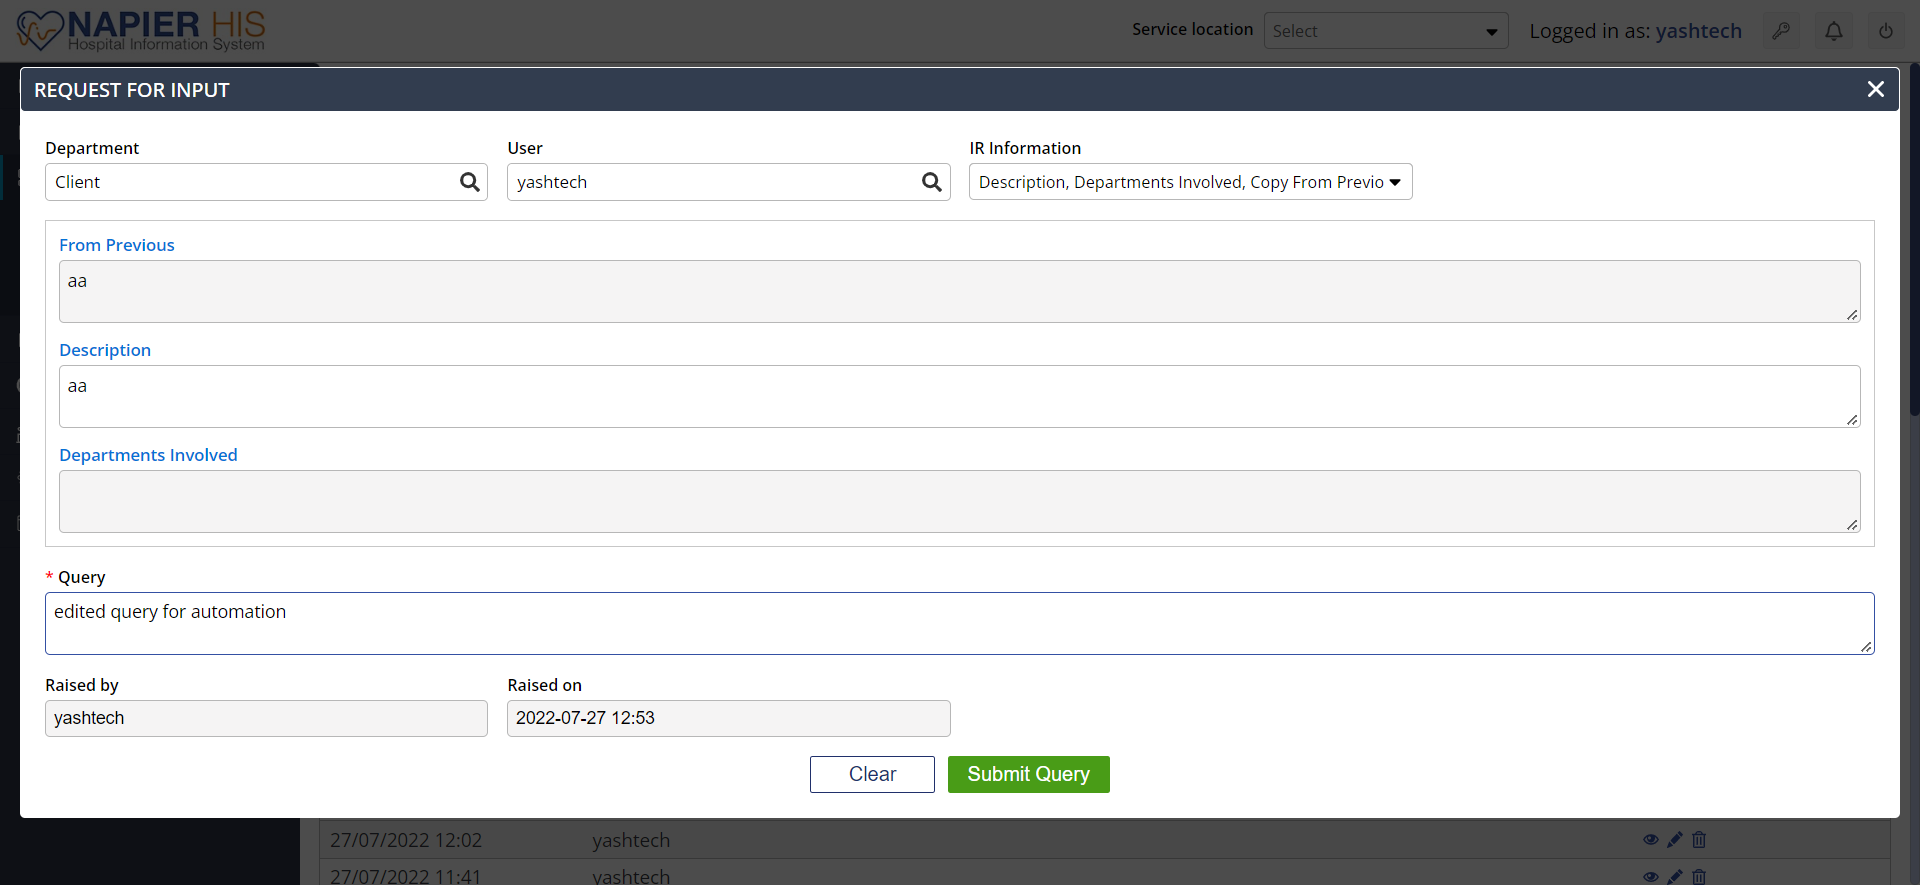 NAPIER HIS
Hospital Information System
Service location
Select
Logged in as: yashtech
REQUEST FOR INPUT
Department
User
IR Information
Client
yashtech
Description, Departments Involved, Copy From Previo
From Previous
aa
Description
aa
Departments Involved
* Query
edited query for automation
Raised by
Raised on
yashtech
2022-07-27 12:53
Clear
Submit Query
27/07/2022 12:02 yashtech
27/07/2022 11:41 yashtech